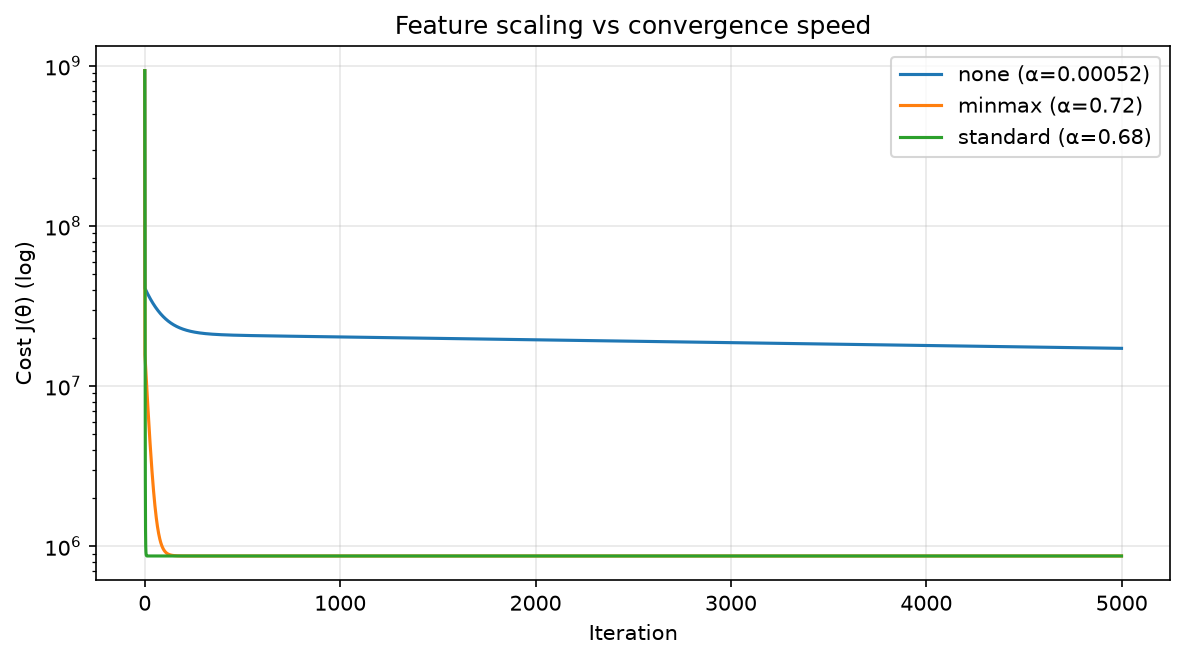 Feature scaling vs convergence speed
none (α=0.00052)
minmax (α=0.72)
standard (α=0.68)
Cost J(θ) (log)
10⁹
10⁸
10⁷
10⁶
0 1000 2000 3000 4000 5000
Iteration